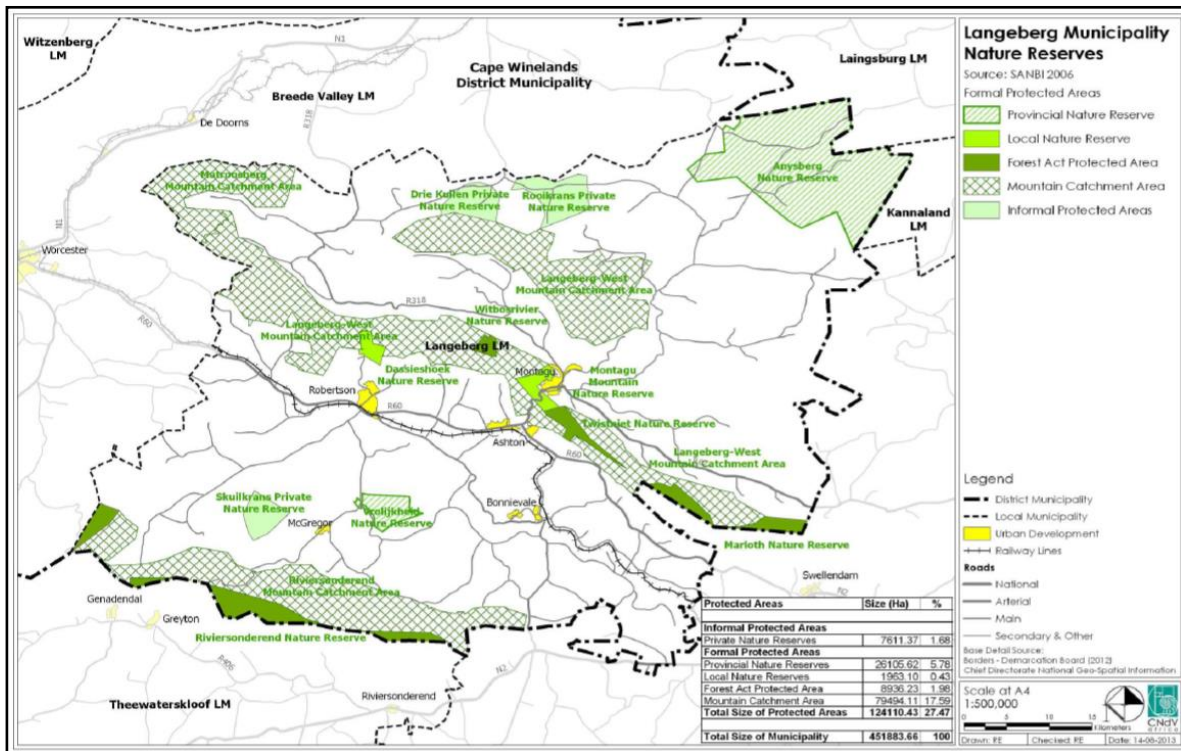 Witzenberg
LM
N1
Cape Winelands
District Municipality
Laingsburg LM
Breede Valley LM
R318
De Doorns
Matroosberg
Mountain Catchment Area
Drie Kuilen Private
Nature Reserve
Rooikrans Private
Nature Reserve
Anysberg
Nature Reserve
Kannaland
LM
N1
Worcester
R60
Langeberg-West
Mountain Catchment Area
R318
Witbosrivier
Nature Reserve
Langeberg-West
Mountain Catchment Area
Langeberg LM
Dassieshoek
Nature Reserve
Montagu
Montagu
Mountain
Nature Reserve
Robertson
R60
Twistniet Nature Reserve
Ashton
R60
Langeberg-West
Mountain Catchment Area
Skuilkrans Private
Nature Reserve
McGregor
Vrolijkheid
Nature Reserve
Bonnievale
Marloth Nature Reserve
Riviersonderend
Mountain Catchment Area
Swellendam
N2
Genadendal
Greyton
Riviersonderend Nature Reserve
R406
N2
Riviersonderend
Theewaterskloof LM
Protected Areas Size (Ha) %
Informal Protected Areas
Private Nature Reserves 7611.37 1.68
Formal Protected Areas
Provincial Nature Reserves 26105.62 5.78
Local Nature Reserves 1963.10 0.43
Forest Act Protected Area 8936.23 1.98
Mountain Catchment Area 79494.11 17.59
Total Size of Protected Areas 124110.43 27.47
Total Size of Municipality 451883.66 100
Langeberg Municipality
Nature Reserves
Source: SANBI 2006
Formal Protected Areas
Provincial Nature Reserve
Local Nature Reserve
Forest Act Protected Area
Mountain Catchment Area
Informal Protected Areas
Legend
District Municipality
Local Municipality
Urban Development
Railway Lines
Roads
National
Arterial
Main
Secondary & Other
Base Detail Source:
Borders - Demarcation Board (2012)
Chief Directorate National Geo-Spatial Information
Scale at A4
1:500,000
0 5 10 15
Kilometers
CNdV
africa
Drawn: RE Checked: RE Date: 14-08-2013